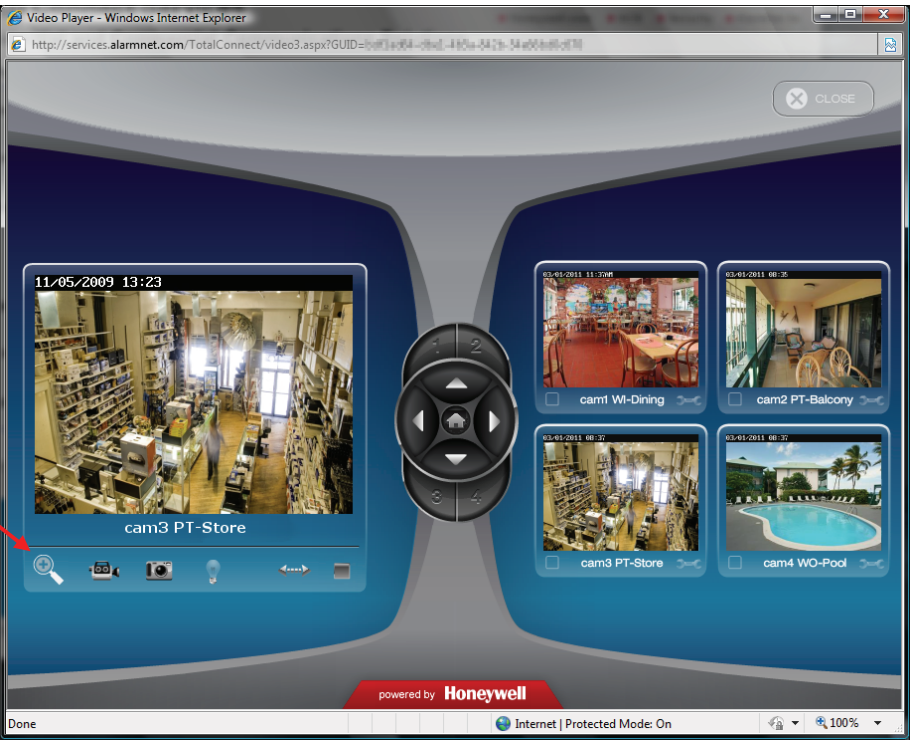 Video Player - Windows Internet Explorer
http://services.alarmnet.com/TotalConnect/video3.aspx?GUID=
CLOSE
11/05/2009 13:23
cam3 PT-Store
1 2
3 4
03/01/2011 11:37AM
cam1 WI-Dining
03/01/2011 08:35
cam2 PT-Balcony
03/01/2011 08:37
cam3 PT-Store
03/01/2011 08:37
cam4 WO-Pool
powered by Honeywell
Done
Internet | Protected Mode: On
100%